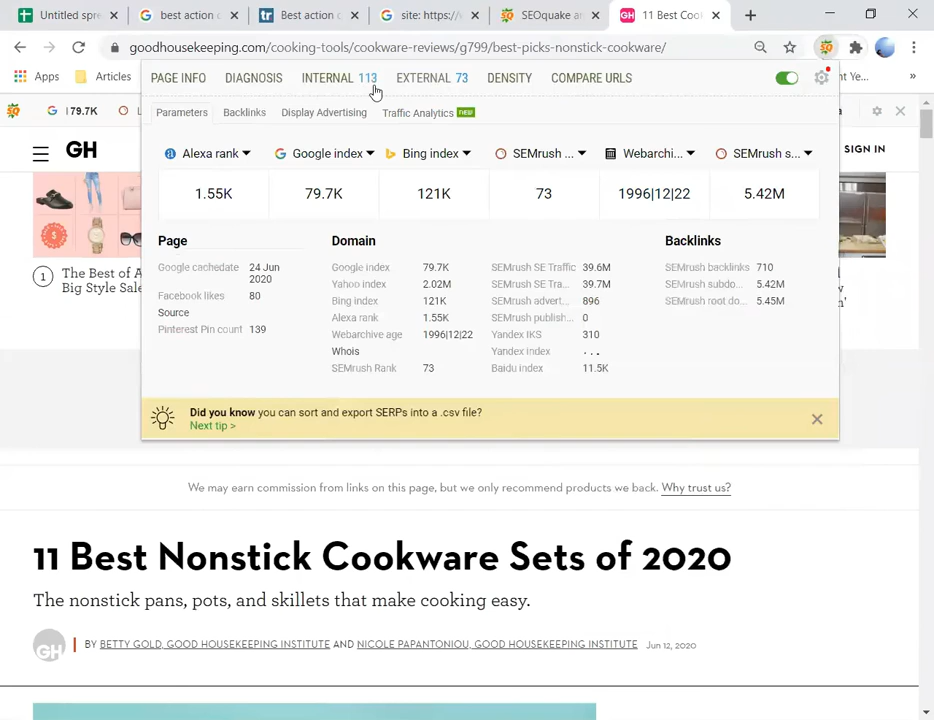 Untitled spre
best action c
Best action c
site: https://w
SEOquake an
11 Best Cool
goodhousekeeping.com/cooking-tools/cookware-reviews/g799/best-picks-nonstick-cookware/
Apps
Articles
nt Ye...
»
79.7K
L
PAGE INFO
DIAGNOSIS
INTERNAL 113
EXTERNAL 73
DENSITY
COMPARE URLS
Parameters
Backlinks
Display Advertising
Traffic Analytics NEW
GH
SIGN IN
Alexa rank
Google index
Bing index
SEMrush ...
Webarchi...
SEMrush s...
1.55K
79.7K
121K
73
1996|12|22
5.42M
1
The Best of A
Big Style Sale
Page
Google cachedate 24 Jun 2020
Facebook likes 80
Source
Pinterest Pin count 139
Domain
Google index 79.7K
Yahoo index 2.02M
Bing index 121K
Alexa rank 1.55K
Webarchive age 1996|12|22
Whois
SEMrush Rank 73
SEMrush SE Traffic 39.6M
SEMrush SE Tra... 39.7M
SEMrush advert... 896
SEMrush publish... 0
Yandex IKS 310
Yandex index ...
Baidu index 11.5K
Backlinks
SEMrush backlinks 710
SEMrush subdo... 5.42M
SEMrush root do... 5.45M
Did you know you can sort and export SERPs into a .csv file?
Next tip >
We may earn commission from links on this page, but we only recommend products we back. Why trust us?
11 Best Nonstick Cookware Sets of 2020
The nonstick pans, pots, and skillets that make cooking easy.
GH
BY BETTY GOLD, GOOD HOUSEKEEPING INSTITUTE AND NICOLE PAPANTONIOU, GOOD HOUSEKEEPING INSTITUTE Jun 12, 2020